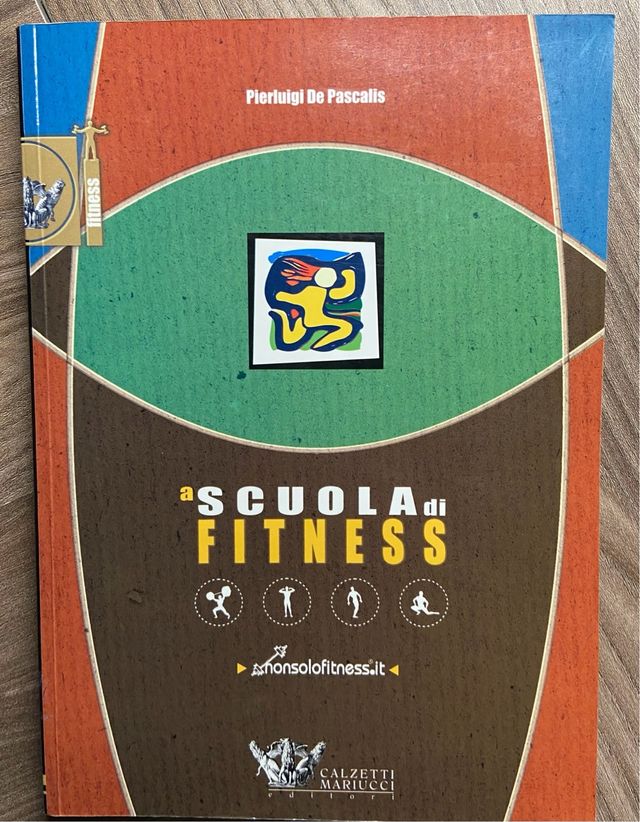 Pierluigi De Pascalis
fitness
a SCUOLA di
FITNESS
nonsolofitness.it
CALZETTI
MARIUCCI
editori